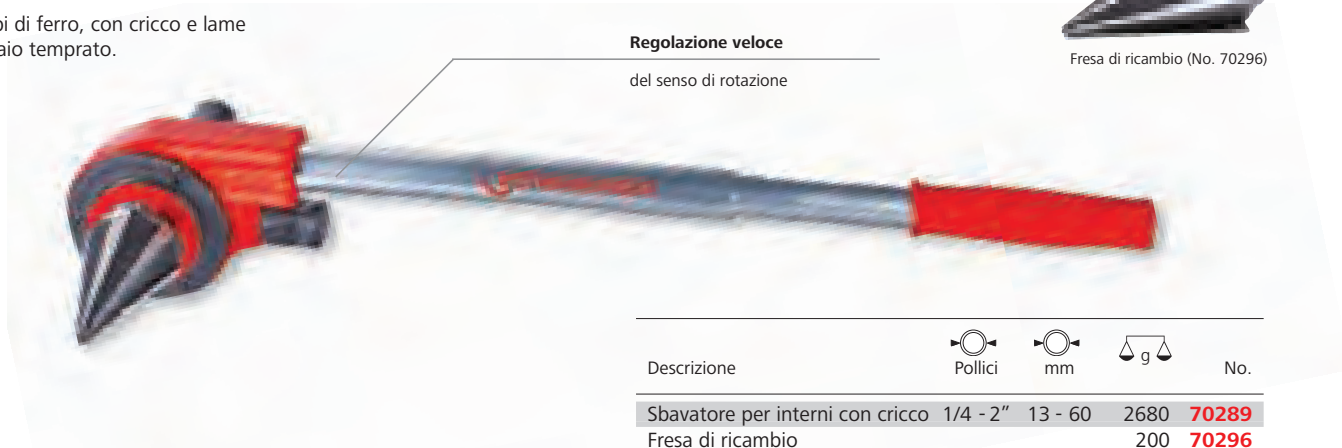 di ferro, con cricco e lame
temprato.
Regolazione veloce
del senso di rotazione
Fresa di ricambio (No. 70296)
g
Descrizione Pollici mm No.
Sbavatore per interni con cricco 1/4 - 2” 13 - 60 2680 70289
Fresa di ricambio 200 70296